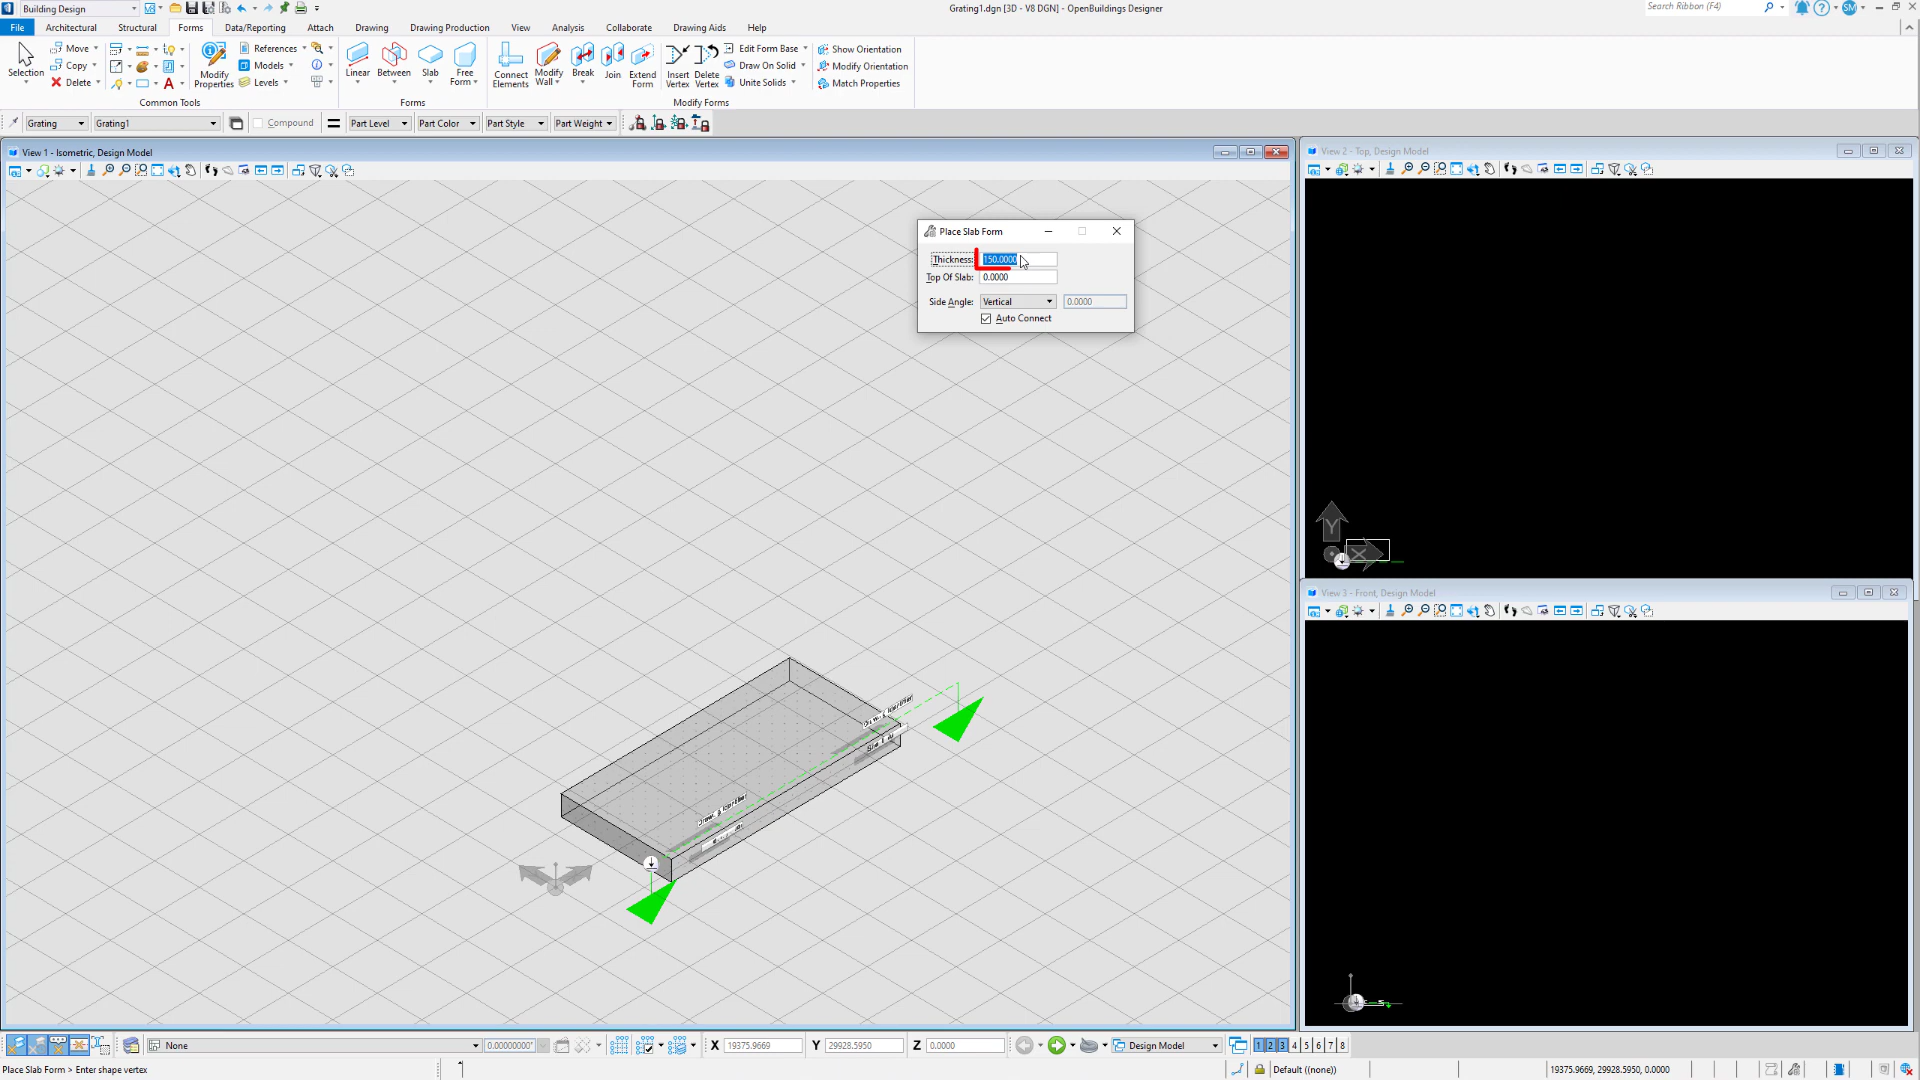 Building Design
Grating1.dgn [3D - V8 DGN] - OpenBuildings Designer
Search Ribbon (F4)
SM
File
Architectural
Structural
Forms
Data/Reporting
Attach
Drawing
Drawing Production
View
Analysis
Collaborate
Drawing Aids
Help
Selection
Move
Copy
Delete
Modify Properties
References
Models
Levels
Common Tools
Linear
Between
Slab
Free Form
Forms
Connect Elements
Modify Wall
Break
Join
Extend Form
Insert Vertex
Delete Vertex
Edit Form Base
Draw On Solid
Unite Solids
Show Orientation
Modify Orientation
Match Properties
Modify Forms
Grating
Grating1
Compound
Part Level
Part Color
Part Style
Part Weight
View 1 - Isometric, Design Model
View 2 - Top, Design Model
Place Slab Form
Thickness: 150.0000
Top Of Slab: 0.0000
Side Angle: Vertical 0.0000
Auto Connect
Y
X
View 3 - Front, Design Model
None
0.00000000°
X 19375.9669
Y 29928.5950
Z 0.0000
Design Model
1 2 3 4 5 6 7 8
Place Slab Form > Enter shape vertex
Default ((none))
19375.9669, 29928.5950, 0.0000